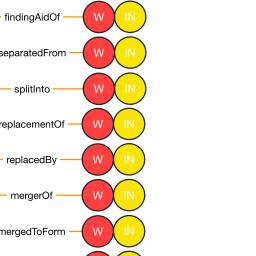 findingAidOf W IN
separatedFrom W IN
splitInto W IN
replacementOf W IN
replacedBy W IN
mergerOf W IN
mergedToForm W IN